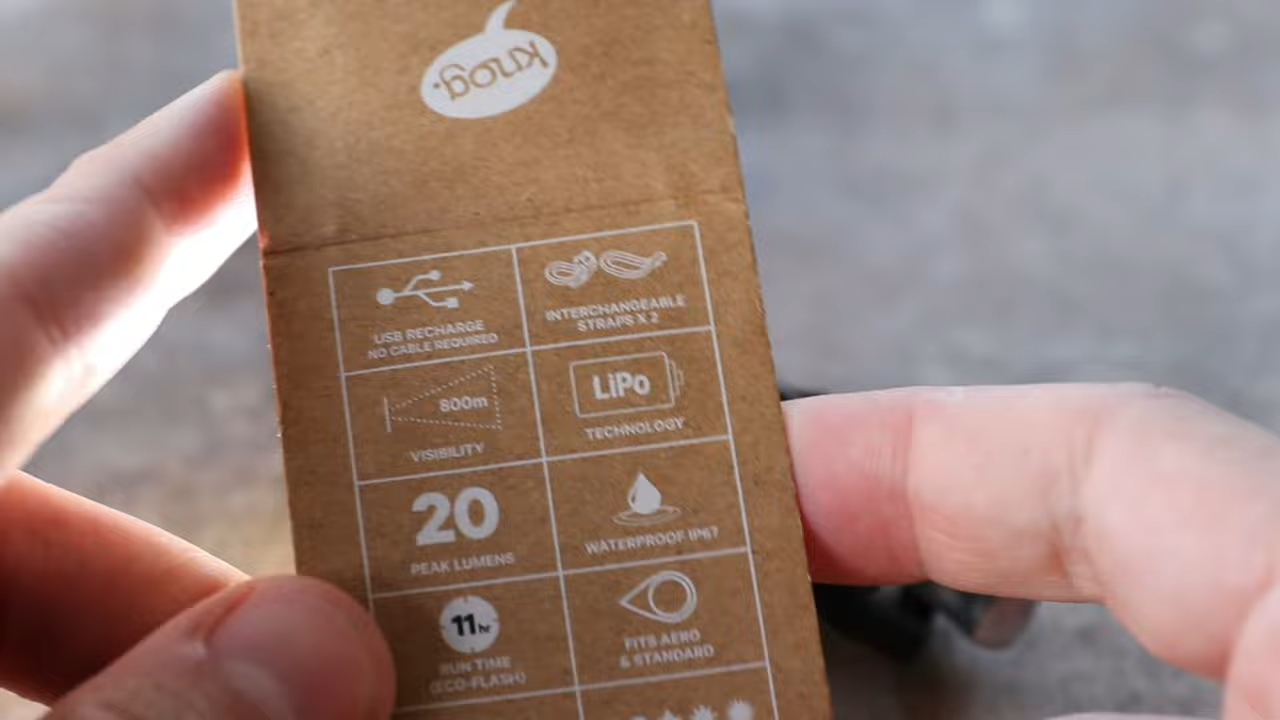 knog.
USB RECHARGE
NO CABLE REQUIRED
INTERCHANGEABLE
STRAPS X 2
800m
VISIBILITY
LiPo
TECHNOLOGY
20
PEAK LUMENS
WATERPROOF IP67
11hr
RUN TIME
(ECO-FLASH)
FITS AERO
& STANDARD